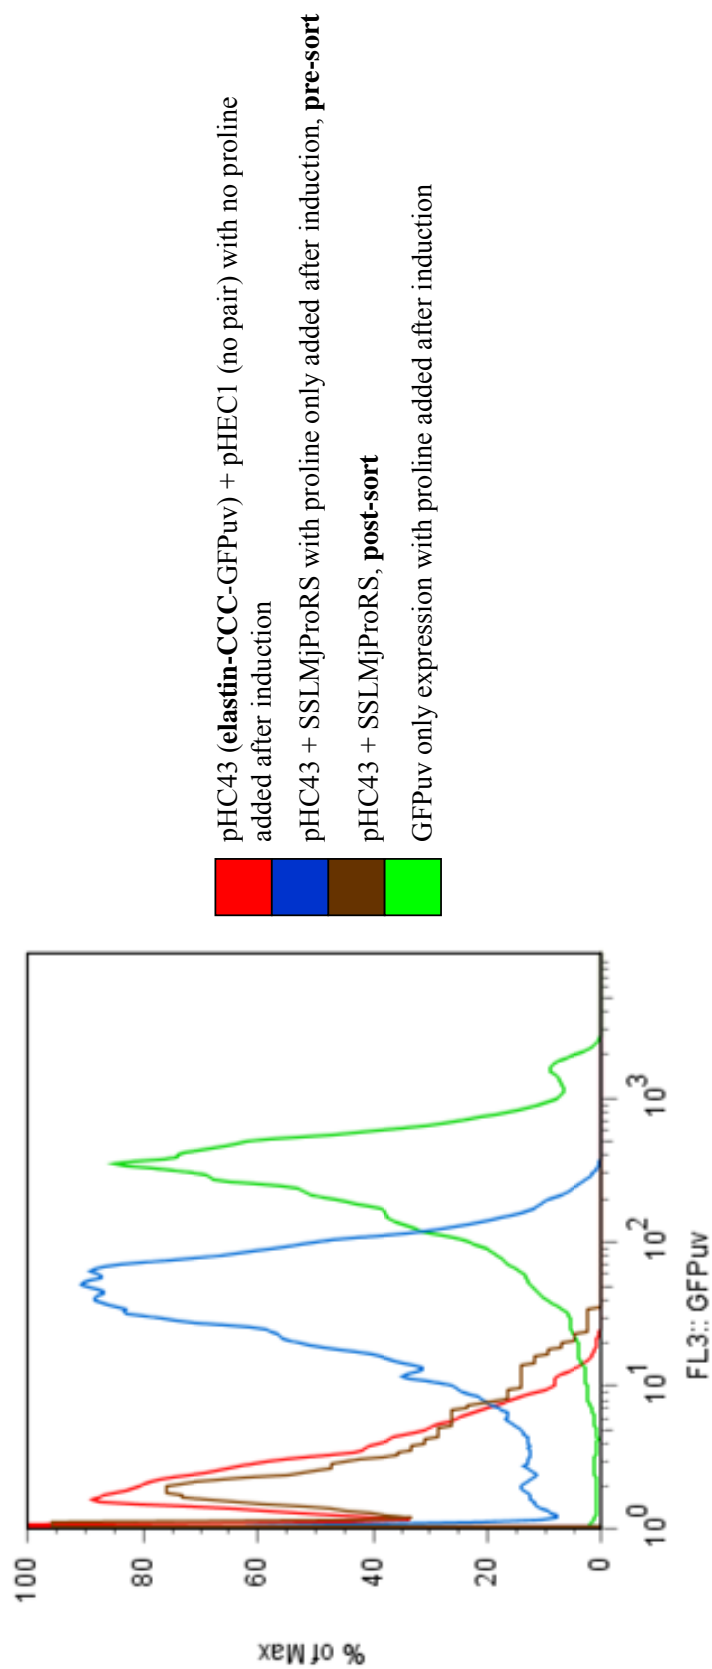 pHC43 (elastin-CCC-GFPuv) + pHEC1 (no pair) with no proline
added after induction
pHC43 + SSLMjProRS with proline only added after induction, pre-sort
pHC43 + SSLMjProRS, post-sort
GFPuv only expression with proline added after induction
100
80
60
40
20
0
% of Max
10^0
10^1
10^2
10^3
FL3:: GFPuv